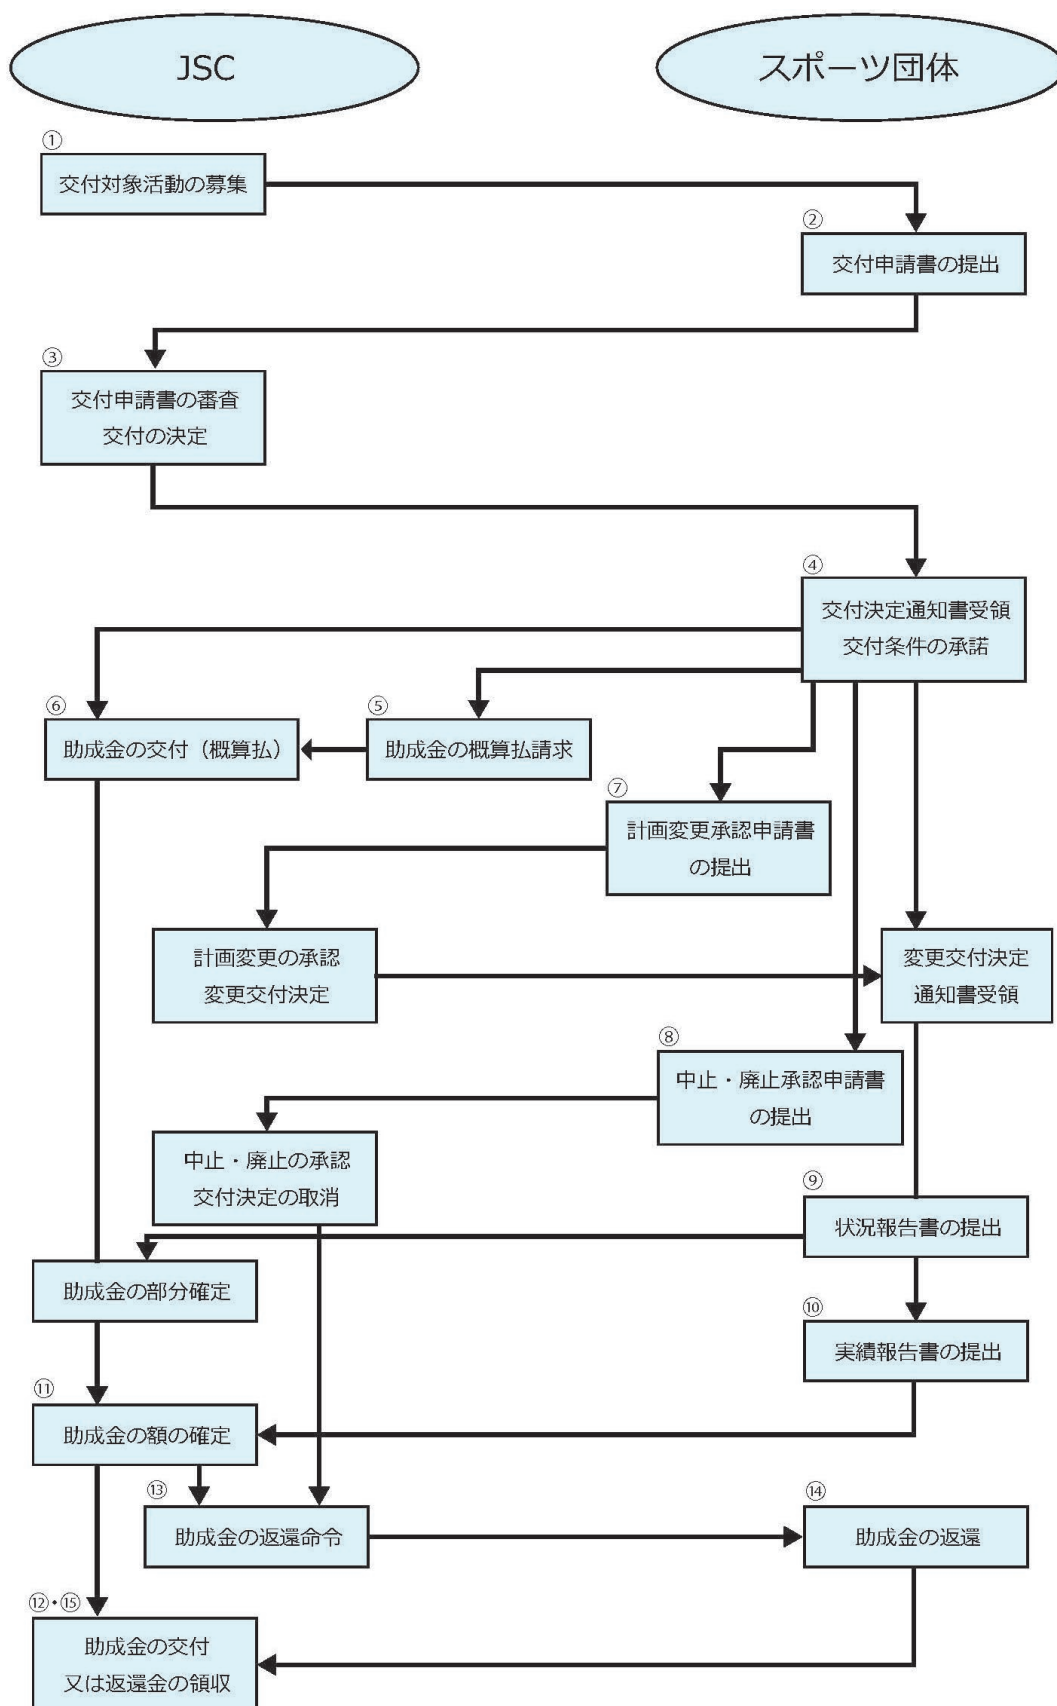 JSC
スポーツ団体
①
交付対象活動の募集
②
交付申請書の提出
③
交付申請書の審査
交付の決定
④
交付決定通知書受領
交付条件の承諾
⑥
助成金の交付（概算払）
⑤
助成金の概算払請求
⑦
計画変更承認申請書
の提出
計画変更の承認
変更交付決定
変更交付決定
通知書受領
⑧
中止・廃止承認申請書
の提出
中止・廃止の承認
交付決定の取消
⑨
状況報告書の提出
助成金の部分確定
⑩
実績報告書の提出
⑪
助成金の額の確定
⑬
助成金の返還命令
⑭
助成金の返還
⑫・⑮
助成金の交付
又は返還金の領収